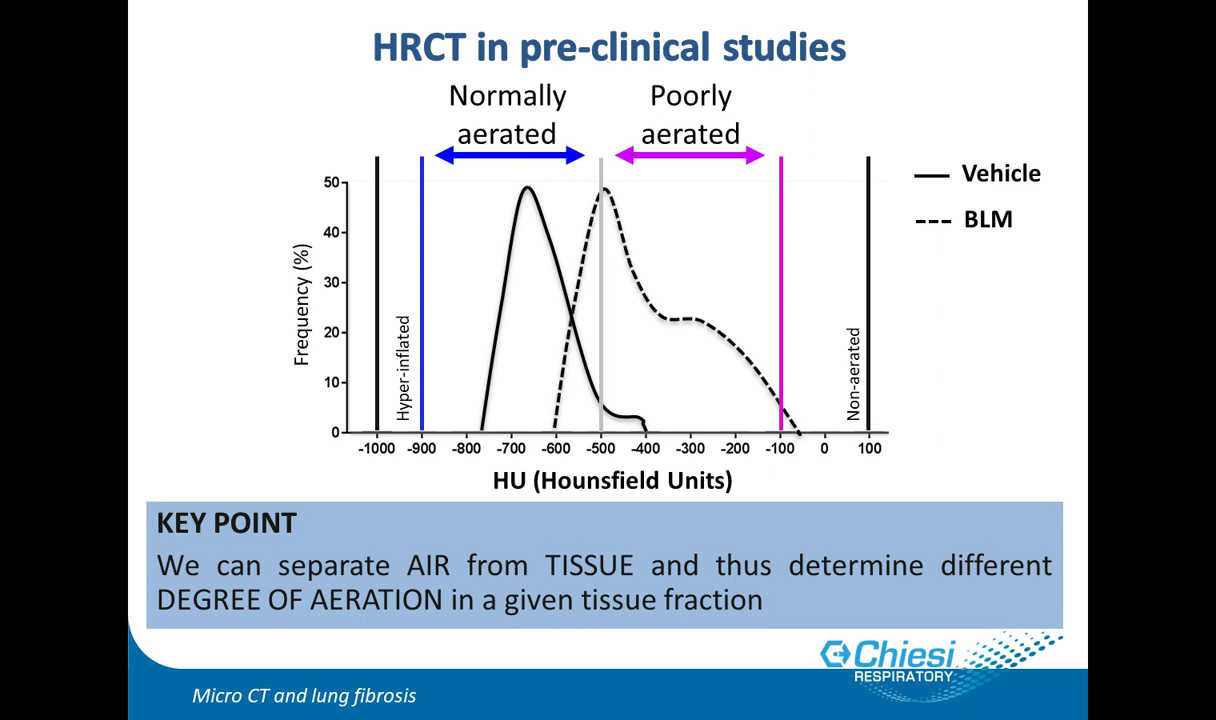 HRCT in pre-clinical studies
Normally
aerated
Poorly
aerated
Vehicle
BLM
Frequency (%)
50
40
30
20
10
0
Hyper-inflated
Non-aerated
-1000 -900 -800 -700 -600 -500 -400 -300 -200 -100 0 100
HU (Hounsfield Units)
KEY POINT
We can separate AIR from TISSUE and thus determine different
DEGREE OF AERATION in a given tissue fraction
Chiesi
RESPIRATORY
Micro CT and lung fibrosis